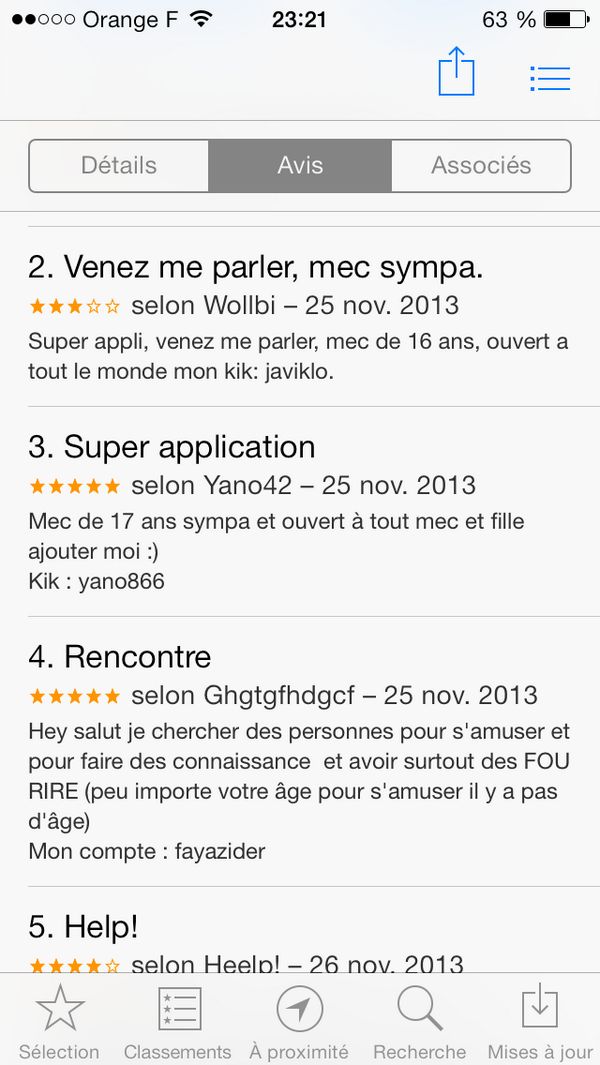 Orange F 23:21 63 %
Détails Avis Associés
2. Venez me parler, mec sympa.
selon Wollbi – 25 nov. 2013
Super appli, venez me parler, mec de 16 ans, ouvert a
tout le monde mon kik: javiklo.
3. Super application
selon Yano42 – 25 nov. 2013
Mec de 17 ans sympa et ouvert à tout mec et fille
ajouter moi :)
Kik : yano866
4. Rencontre
selon Ghgtgfhdgcf – 25 nov. 2013
Hey salut je chercher des personnes pour s'amuser et
pour faire des connaissance  et avoir surtout des FOU
RIRE (peu importe votre âge pour s'amuser il y a pas
d'âge)
Mon compte : fayazider
5. Help!
selon Heelp! – 26 nov. 2013
Sélection Classements À proximité Recherche Mises à jour